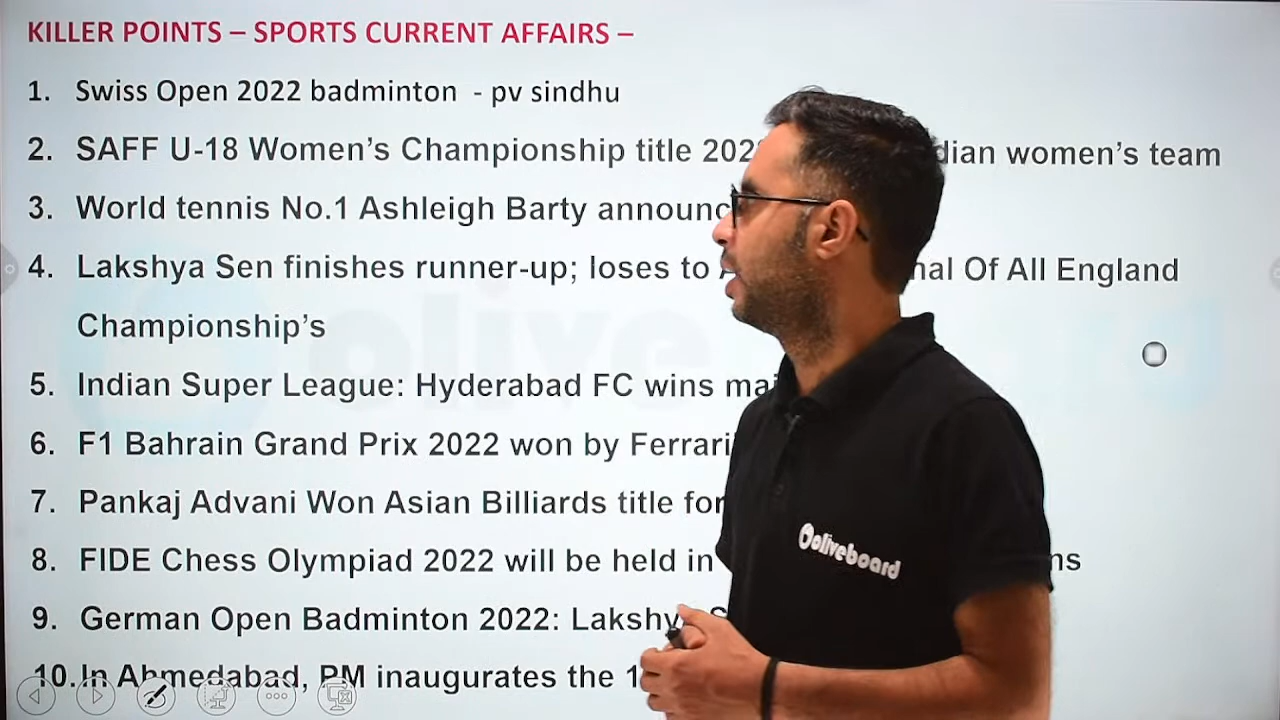 KILLER POINTS – SPORTS CURRENT AFFAIRS –
1. Swiss Open 2022 badminton - pv sindhu
2. SAFF U-18 Women's Championship title 202 dian women's team
3. World tennis No.1 Ashleigh Barty announc
4. Lakshya Sen finishes runner-up; loses to nal Of All England
Championship's
5. Indian Super League: Hyderabad FC wins mai
6. F1 Bahrain Grand Prix 2022 won by Ferrari
7. Pankaj Advani Won Asian Billiards title for
8. FIDE Chess Olympiad 2022 will be held in ns
9. German Open Badminton 2022: Lakshy S
10. In Ahmedabad, PM inaugurates the 1
oliveboard
olive